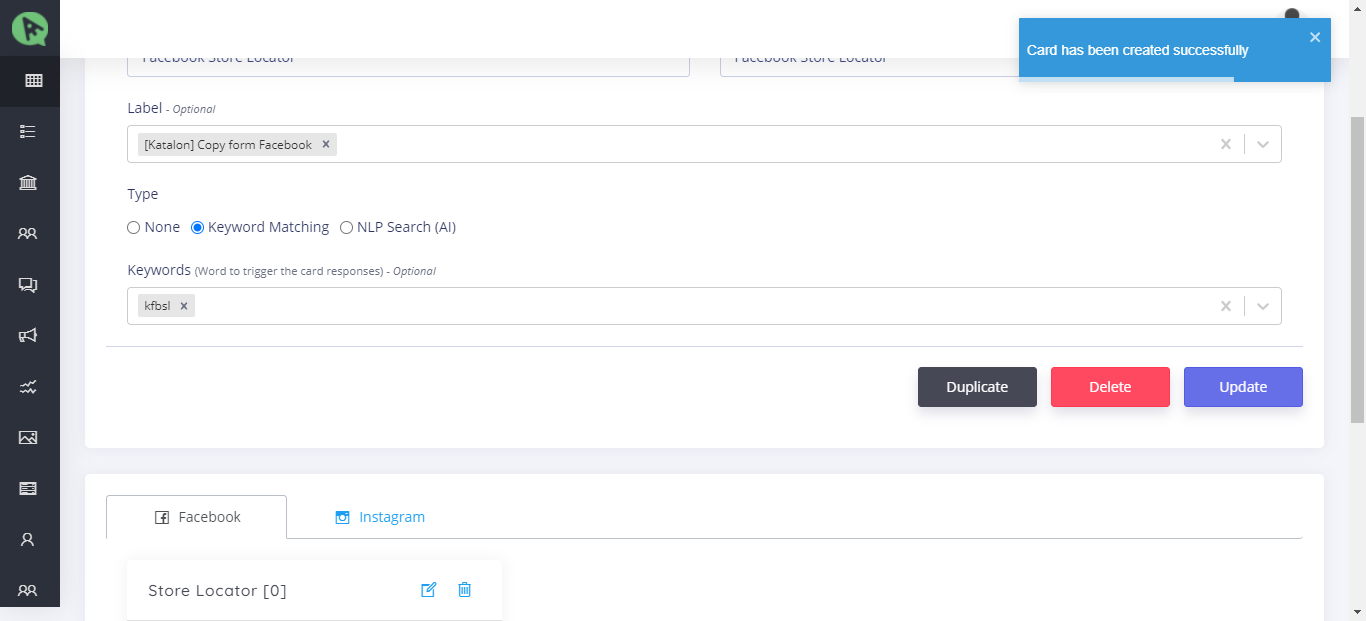 Card has been created successfully
Facebook Store Locator Facebook Store Locator
Label - Optional
[Katalon] Copy form Facebook
Type
None Keyword Matching NLP Search (AI)
Keywords (Word to trigger the card responses) - Optional
kfbsl
Duplicate Delete Update
Facebook Instagram
Store Locator [0]